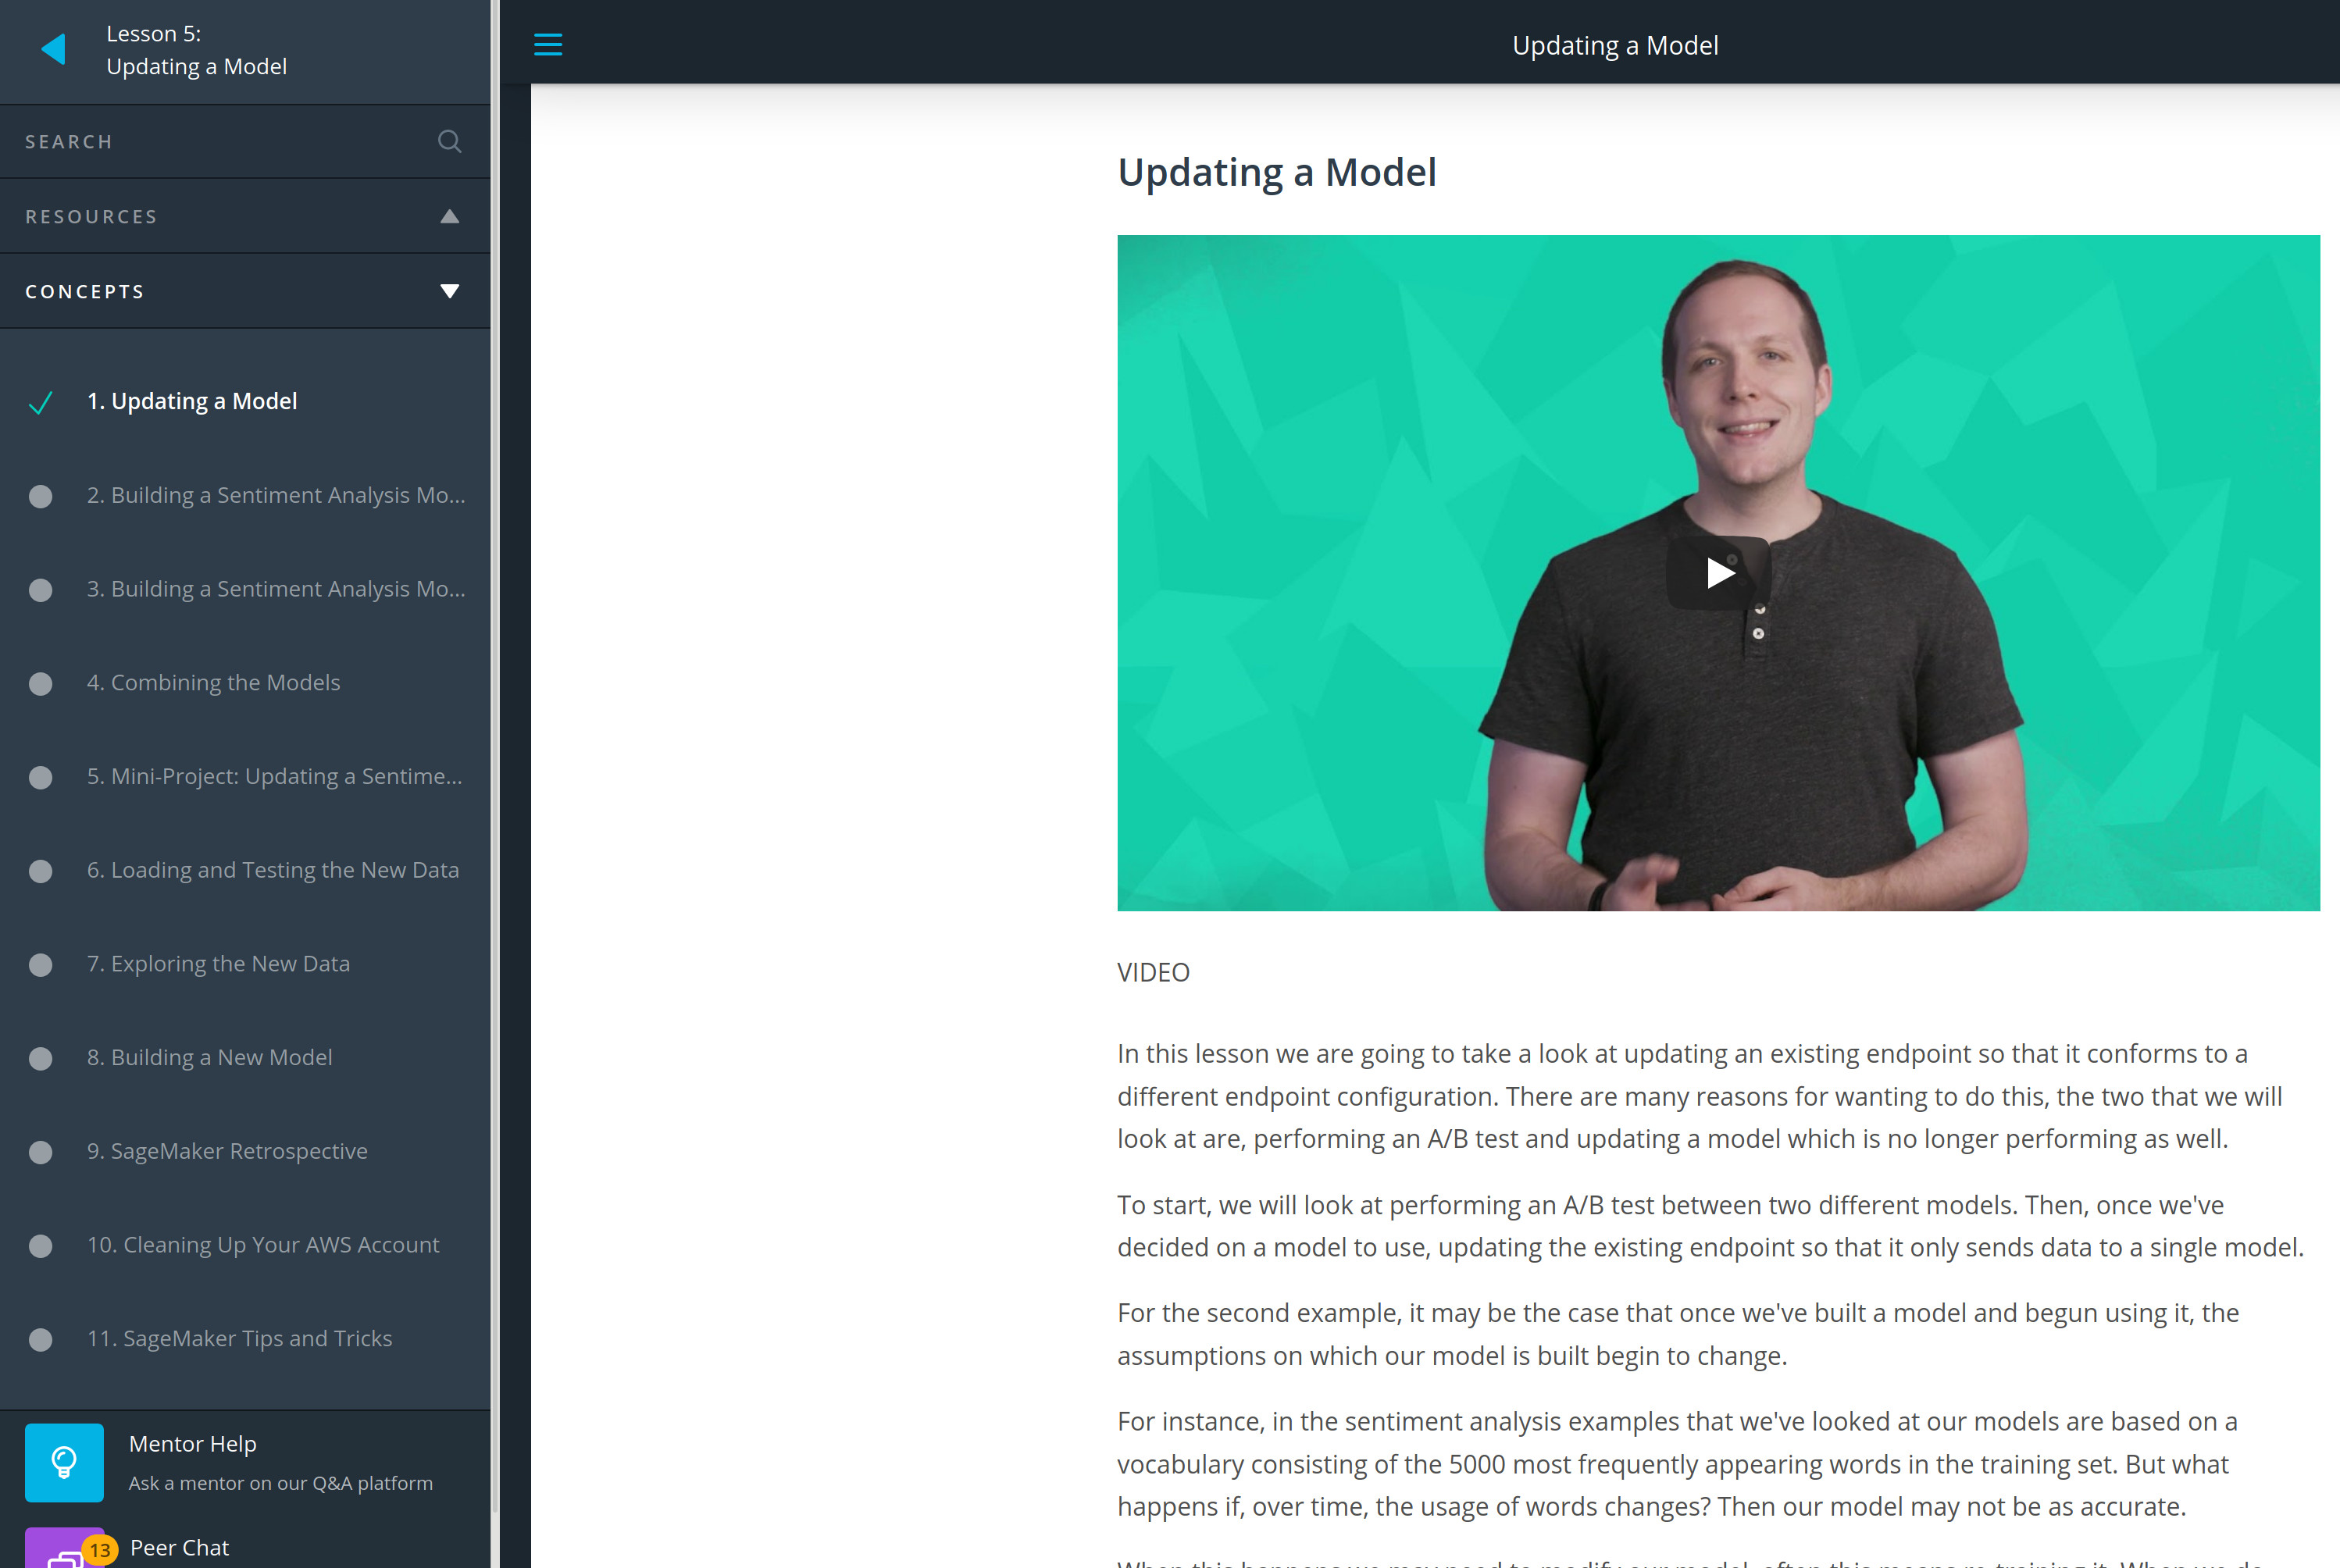 Lesson 5:
Updating a Model
SEARCH
RESOURCES
CONCEPTS
1. Updating a Model
2. Building a Sentiment Analysis Mo...
3. Building a Sentiment Analysis Mo...
4. Combining the Models
5. Mini-Project: Updating a Sentime...
6. Loading and Testing the New Data
7. Exploring the New Data
8. Building a New Model
9. SageMaker Retrospective
10. Cleaning Up Your AWS Account
11. SageMaker Tips and Tricks
Mentor Help
Ask a mentor on our Q&A platform
13
Peer Chat
Updating a Model
Updating a Model
VIDEO
In this lesson we are going to take a look at updating an existing endpoint so that it conforms to a
different endpoint configuration. There are many reasons for wanting to do this, the two that we will
look at are, performing an A/B test and updating a model which is no longer performing as well.
To start, we will look at performing an A/B test between two different models. Then, once we've
decided on a model to use, updating the existing endpoint so that it only sends data to a single model.
For the second example, it may be the case that once we've built a model and begun using it, the
assumptions on which our model is built begin to change.
For instance, in the sentiment analysis examples that we've looked at our models are based on a
vocabulary consisting of the 5000 most frequently appearing words in the training set. But what
happens if, over time, the usage of words changes? Then our model may not be as accurate.